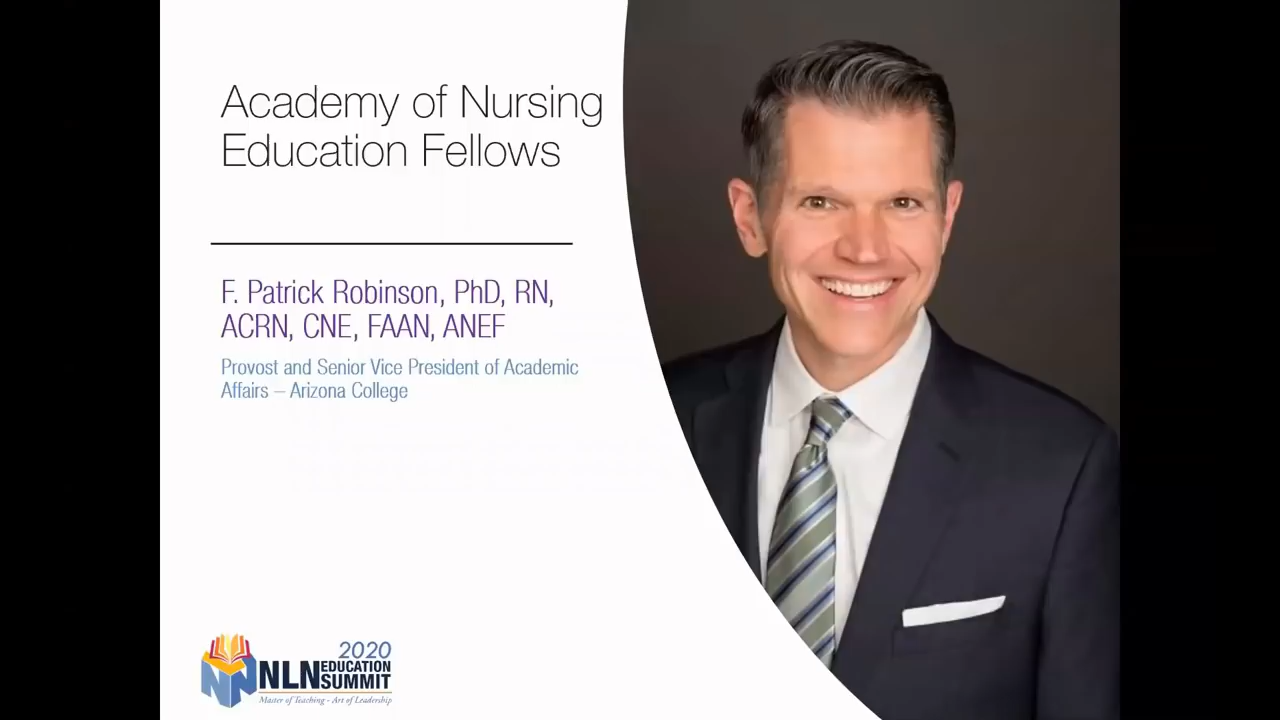 Academy of Nursing
Education Fellows
F. Patrick Robinson, PhD, RN,
ACRN, CNE, FAAN, ANEF
Provost and Senior Vice President of Academic
Affairs – Arizona College
2020
NLN EDUCATION
SUMMIT
Master of Teaching - Art of Leadership